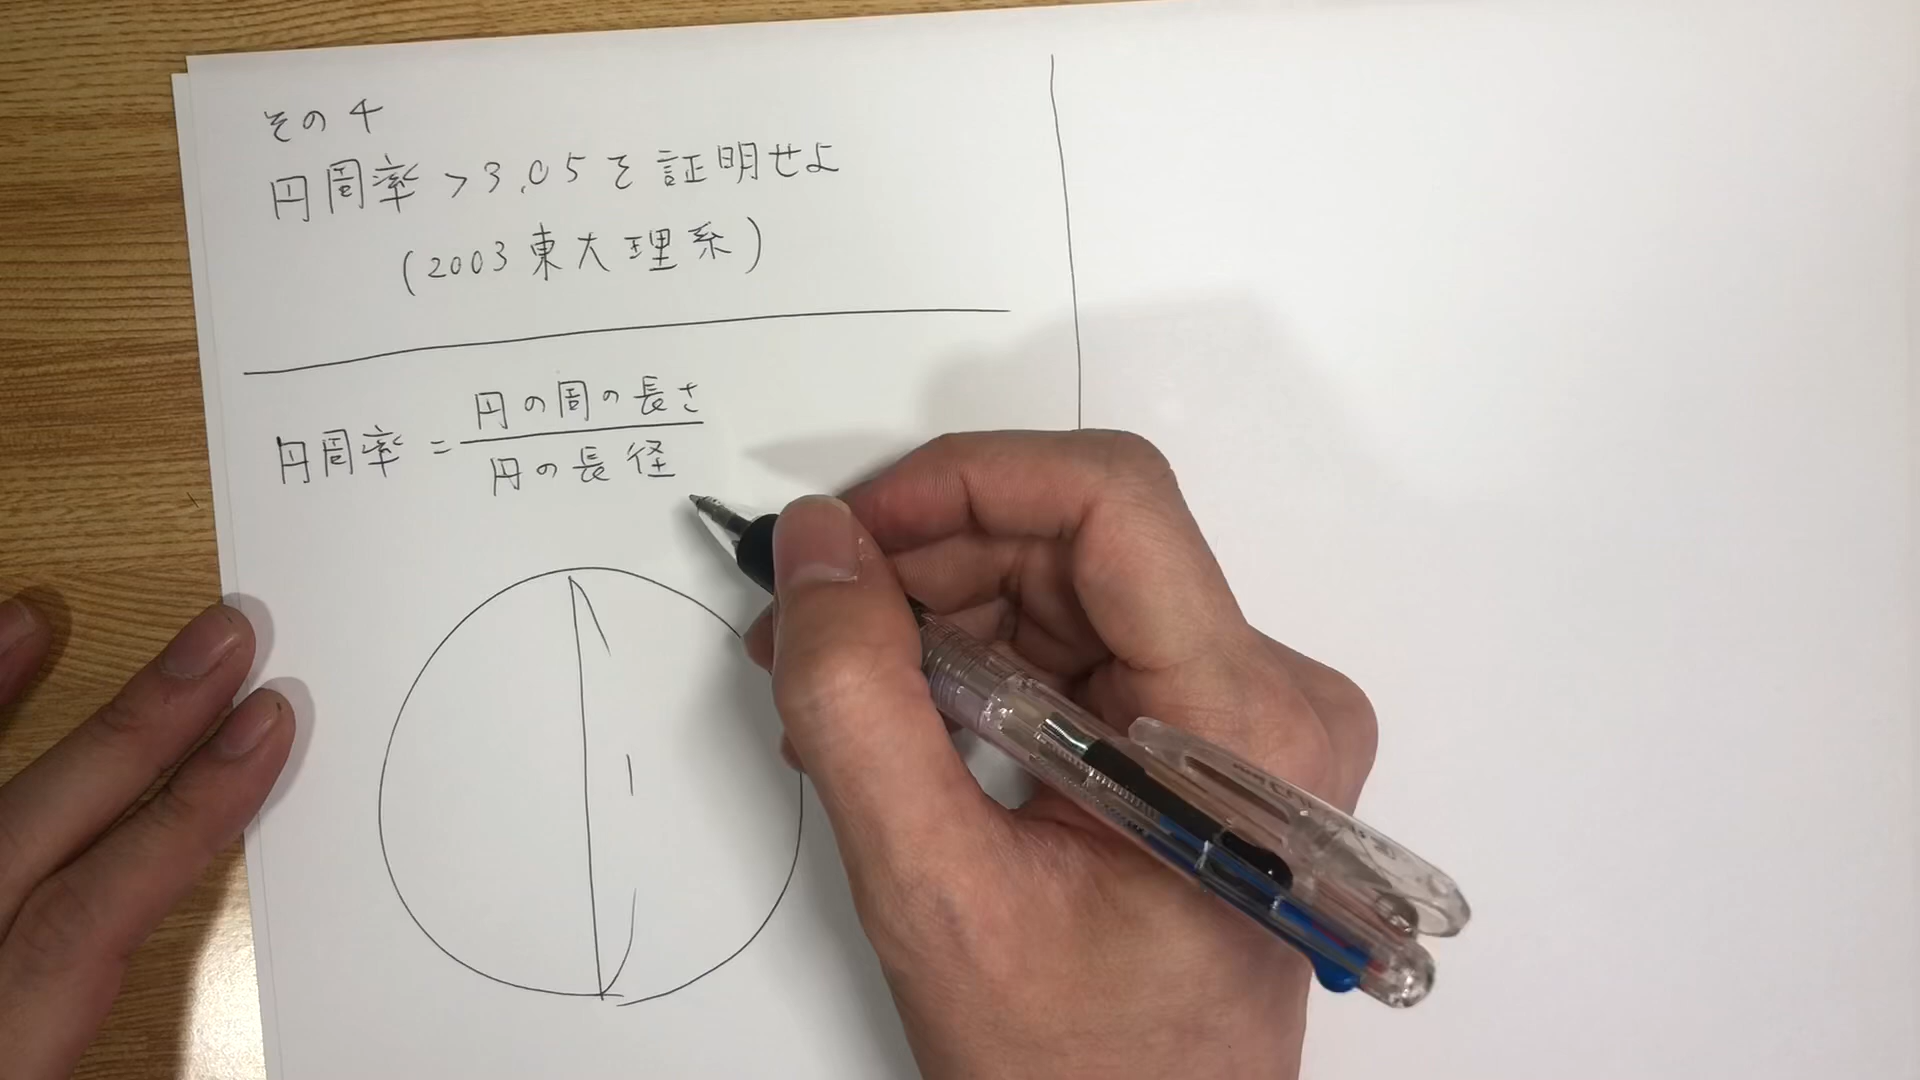 その4
円周率>3.05を証明せよ
(2003東大理系)
円周率=円の周の長さ
円の長径
1